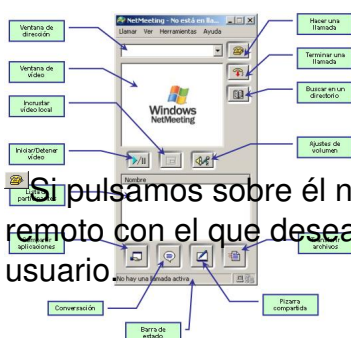 NetMeeting - No está en lla...
Llamar Ver Herramientas Ayuda
Ventana de
dirección
Hacer una
llamada
Ventana de
vídeo
Terminar una
llamada
Buscar en un
directorio
Incrustar
vídeo local
Windows
NetMeeting
Iniciar/Detener
vídeo
Ajustes de
volumen
Nombre
Si pulsamos sobre él n
remoto con el que desea
aplicaciones
archivos
usuario.
No hay una llamada activa
Conversación
Pizarra
compartida
Barra de
estado